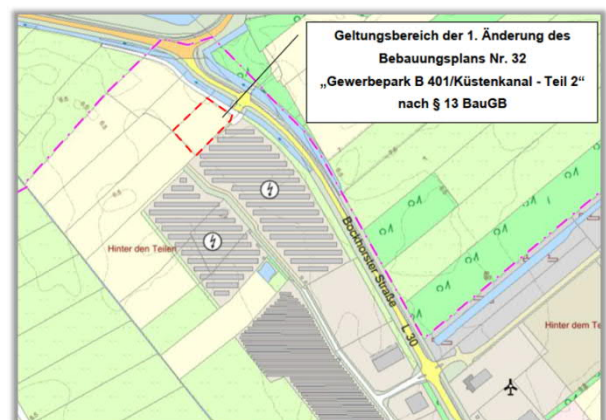 Geltungsbereich der 1. Änderung des
Bebauungsplans Nr. 32
„Gewerbepark B 401/Küstenkanal - Teil 2“
nach § 13 BauGB
Hinter den Teilen
Bockhorster Straße
L 30
Hinter dem